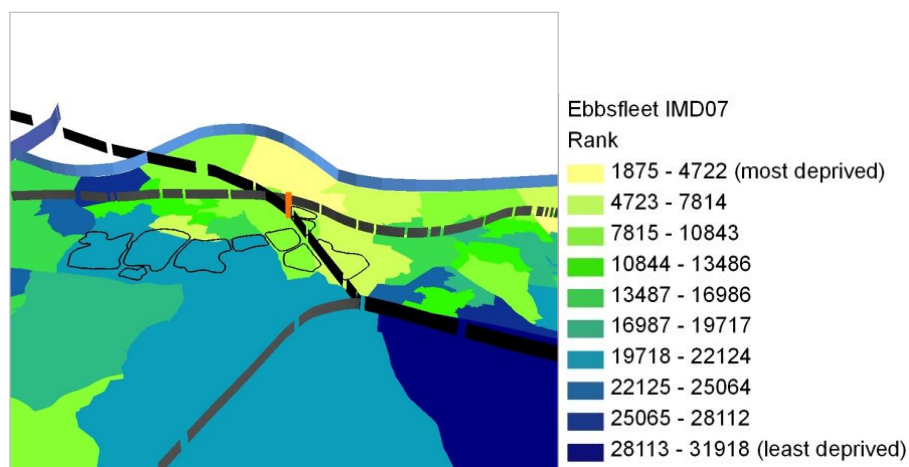 Ebbsfleet IMD07
Rank
1875 - 4722 (most deprived)
4723 - 7814
7815 - 10843
10844 - 13486
13487 - 16986
16987 - 19717
19718 - 22124
22125 - 25064
25065 - 28112
28113 - 31918 (least deprived)